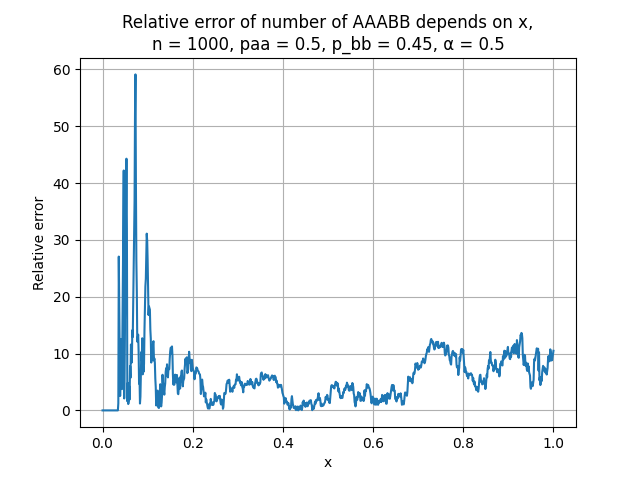 Relative error of number of AAABB depends on x,
n = 1000, paa = 0.5, p_bb = 0.45, α = 0.5
60
50
40
30
20
10
0
Relative error
0.0 0.2 0.4 0.6 0.8 1.0
x